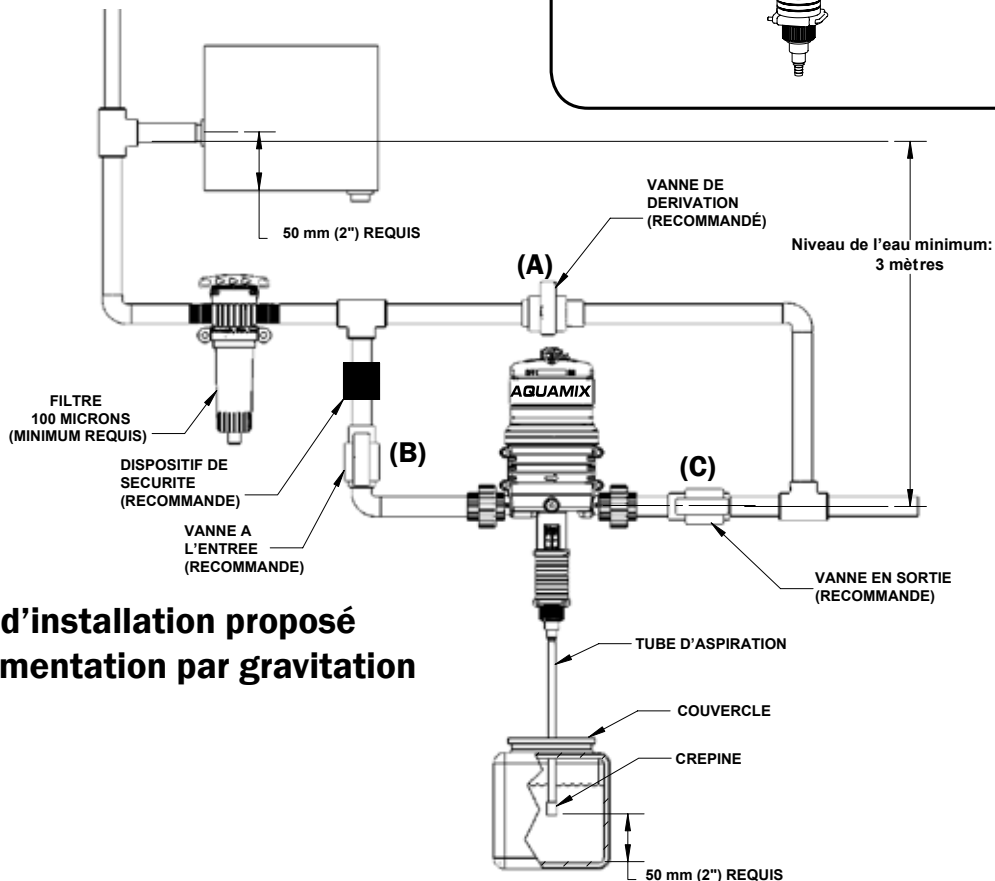 50 mm (2") REQUIS
VANNE DE
DERIVATION
(RECOMMANDÉ)
Niveau de l'eau minimum:
3 mètres
(A)
AQUAMIX
FILTRE
100 MICRONS
(MINIMUM REQUIS)
DISPOSITIF DE
SECURITE
(RECOMMANDE)
(B)
(C)
VANNE A
L'ENTREE
(RECOMMANDE)
VANNE EN SORTIE
(RECOMMANDE)
d'installation proposé
mentation par gravitation
TUBE D'ASPIRATION
COUVERCLE
CREPINE
50 mm (2") REQUIS